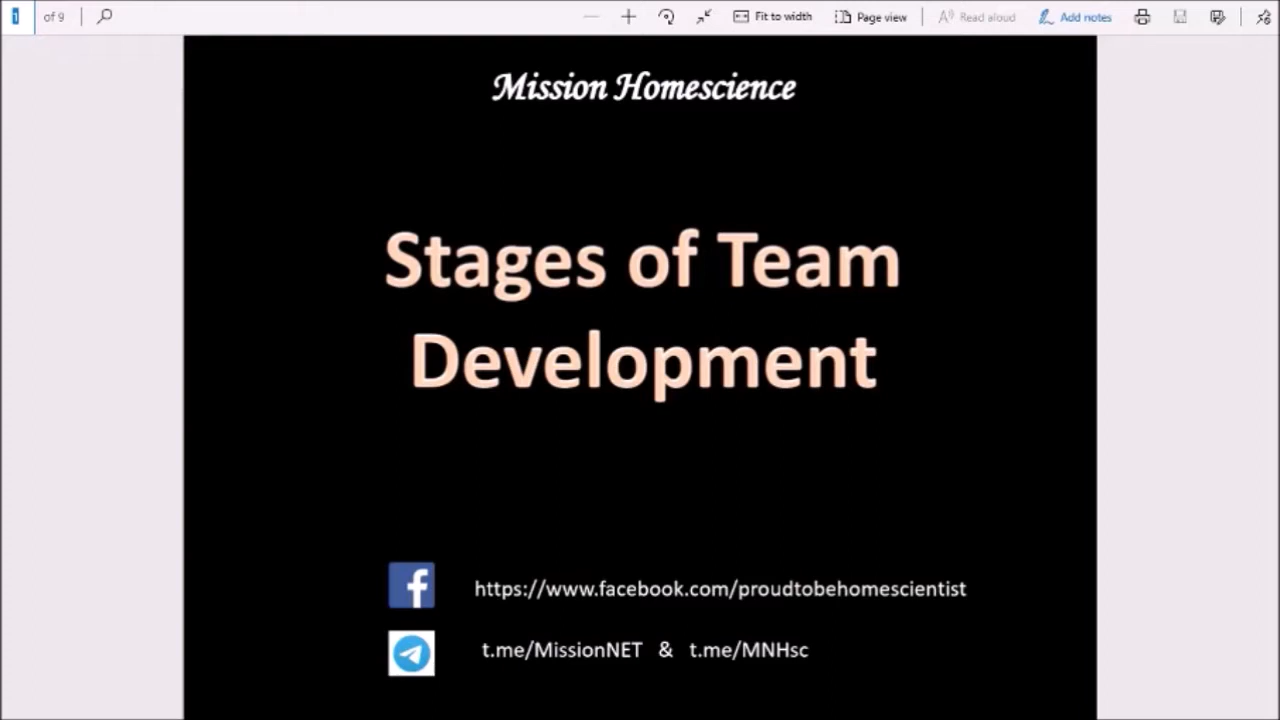 1 of 9 Fit to width Page view Read aloud Add notes
Mission Homescience
Stages of Team
Development
https://www.facebook.com/proudtobehomescientist
t.me/MissionNET & t.me/MNHsc